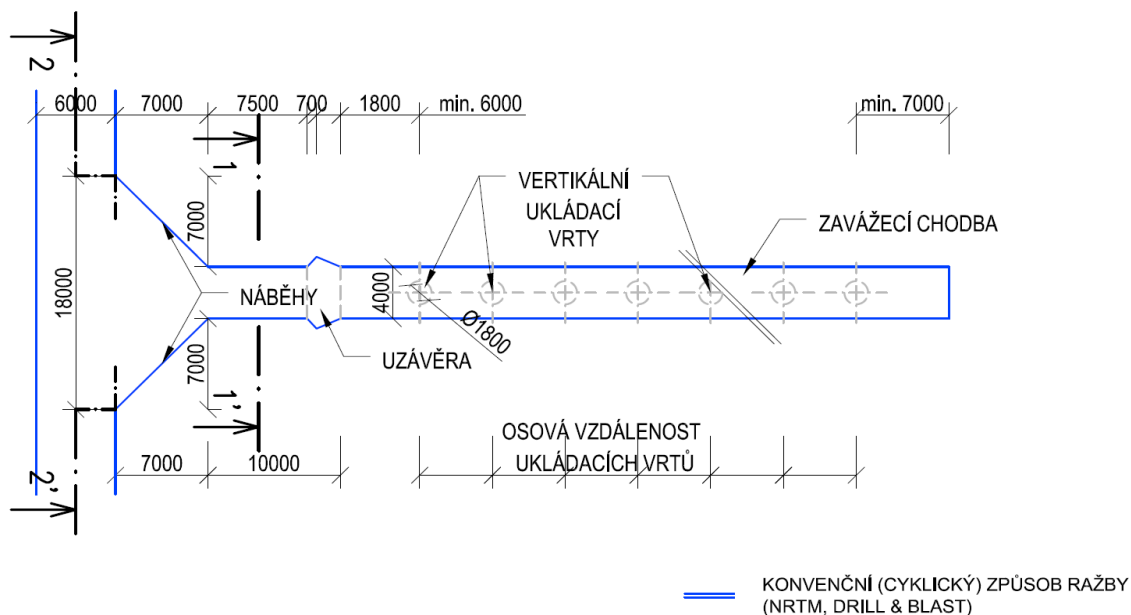 2
6000
7000
7500
700
1800
min. 6000
min. 7000
1
7000
VERTIKÁLNÍ
UKLÁDACÍ
VRTY
ZAVÁŽECÍ CHODBA
18000
NÁBĚHY
4000
Ø1800
UZÁVĚRA
7000
1'
OSOVÁ VZDÁLENOST
UKLÁDACÍCH VRTŮ
7000
10000
2'
KONVENČNÍ (CYKLICKÝ) ZPŮSOB RAŽBY
(NRTM, DRILL & BLAST)